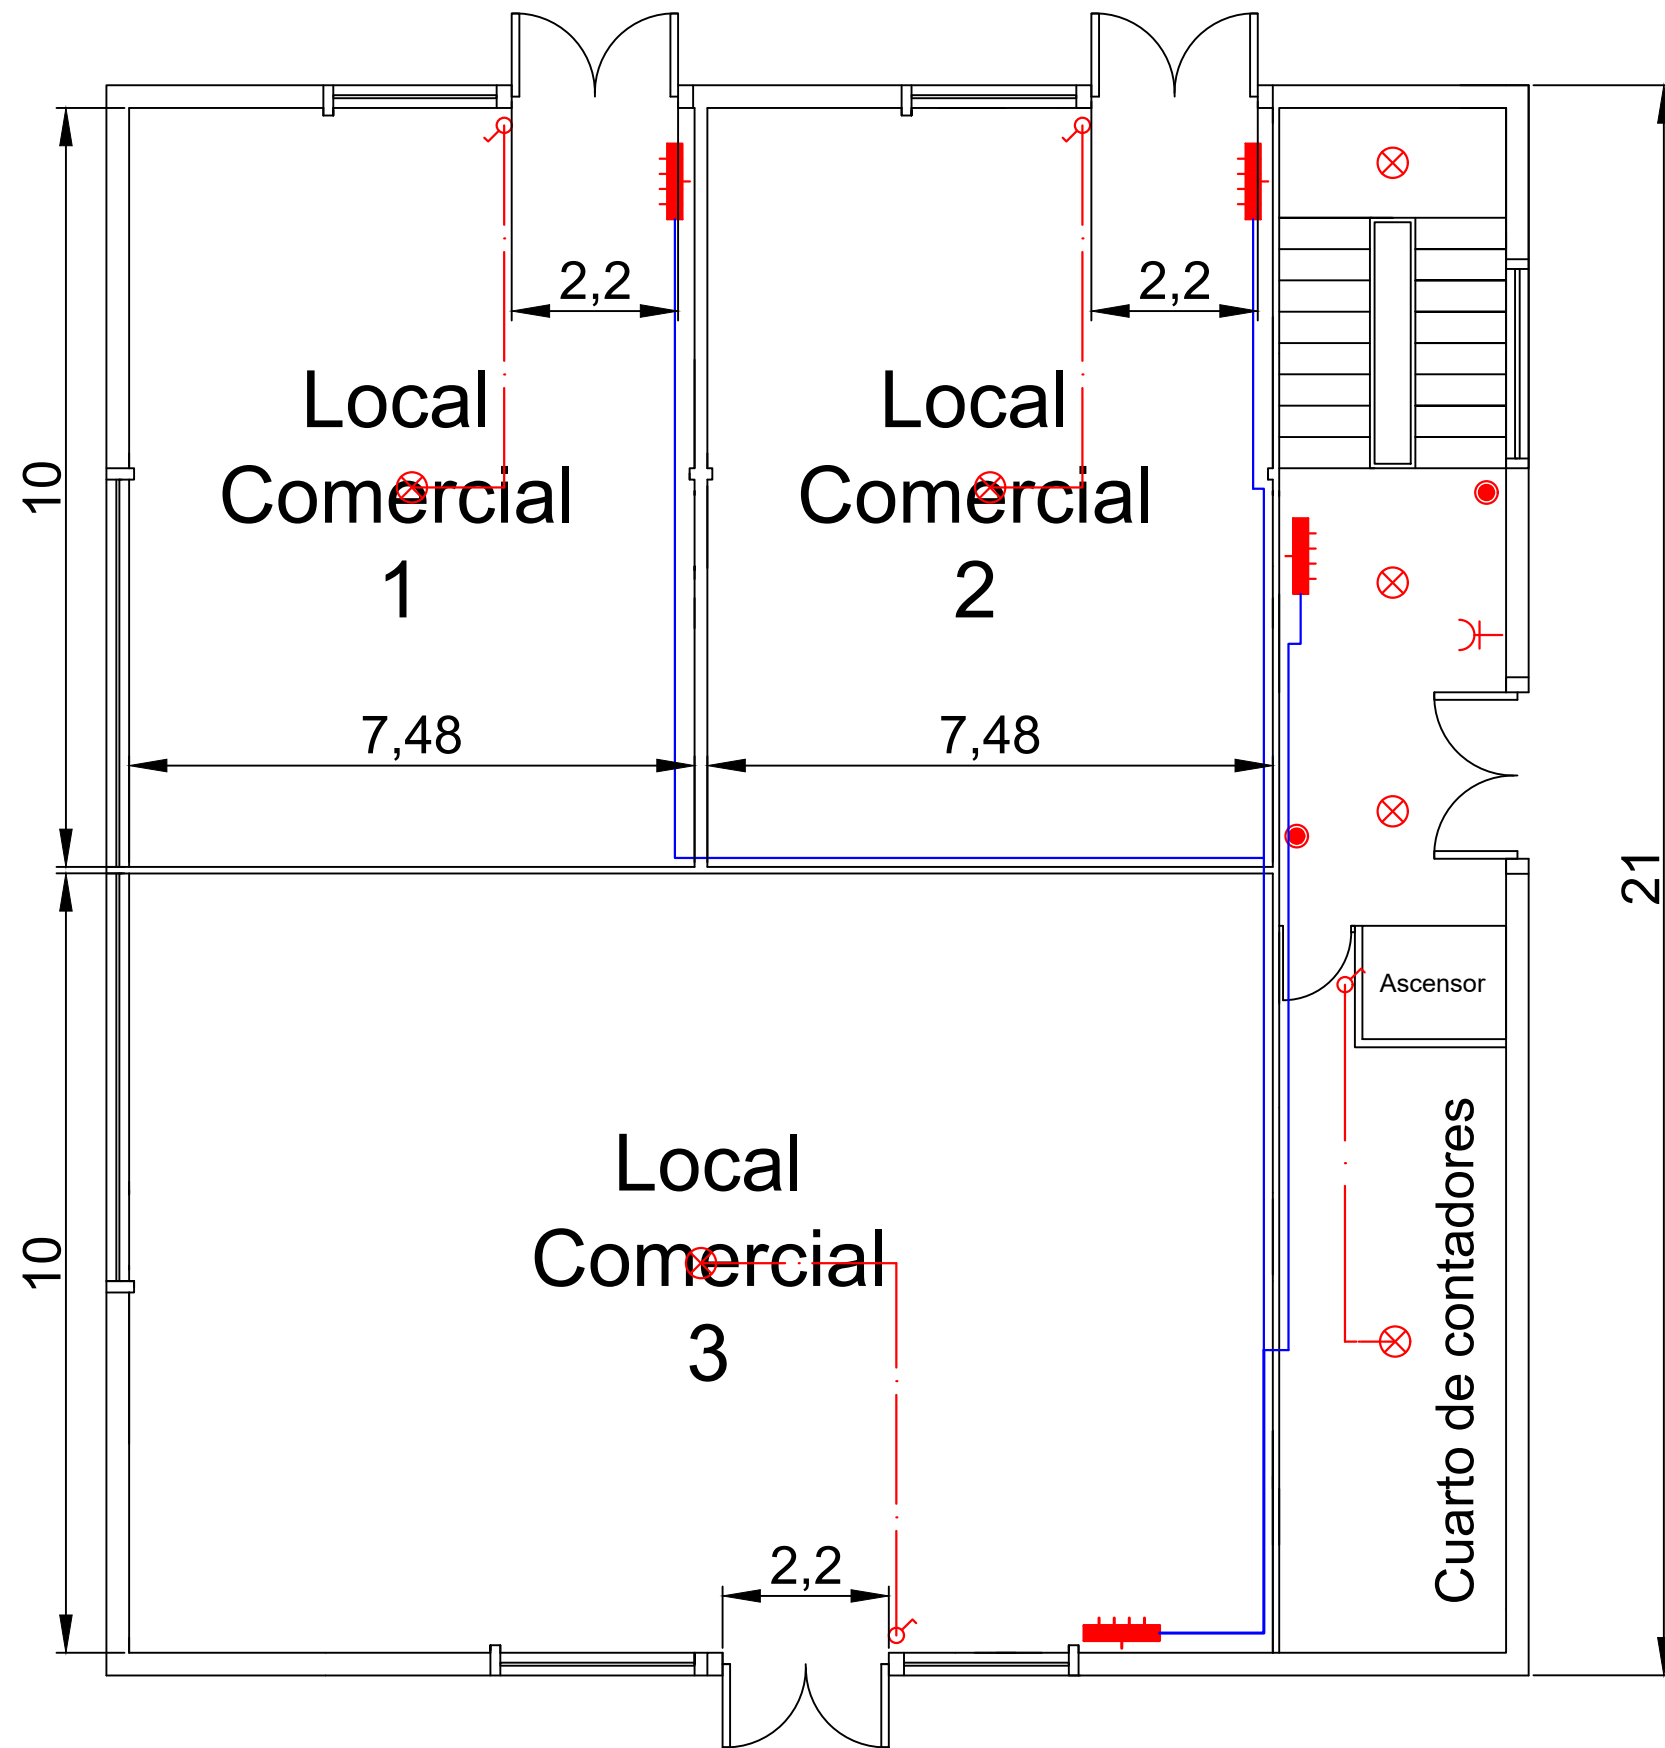 2,2
2,2
Local
Comercial
1
Local
Comercial
2
10
7,48
7,48
21
Ascensor
Local
Comercial
3
10
Cuarto de contadores
2,2